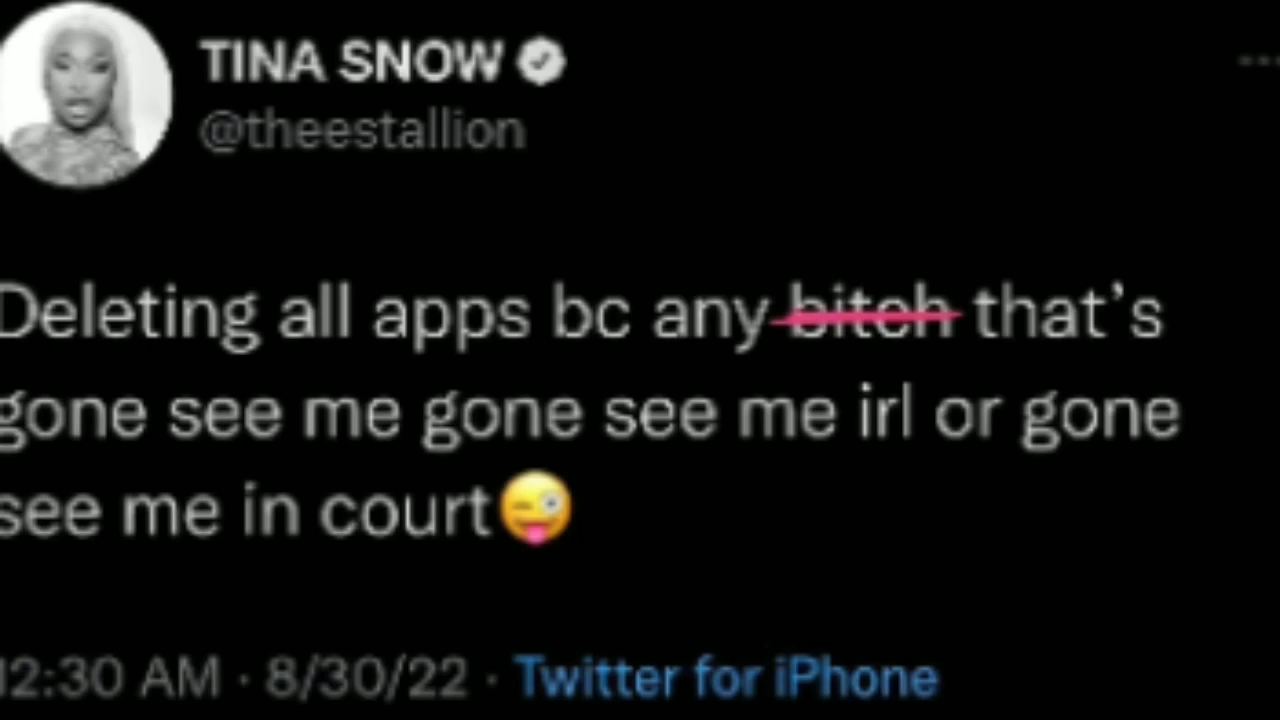 TINA SNOW
@theestallion
Deleting all apps bc any bitch that's
gone see me gone see me irl or gone
see me in court😜
12:30 AM · 8/30/22 · Twitter for iPhone